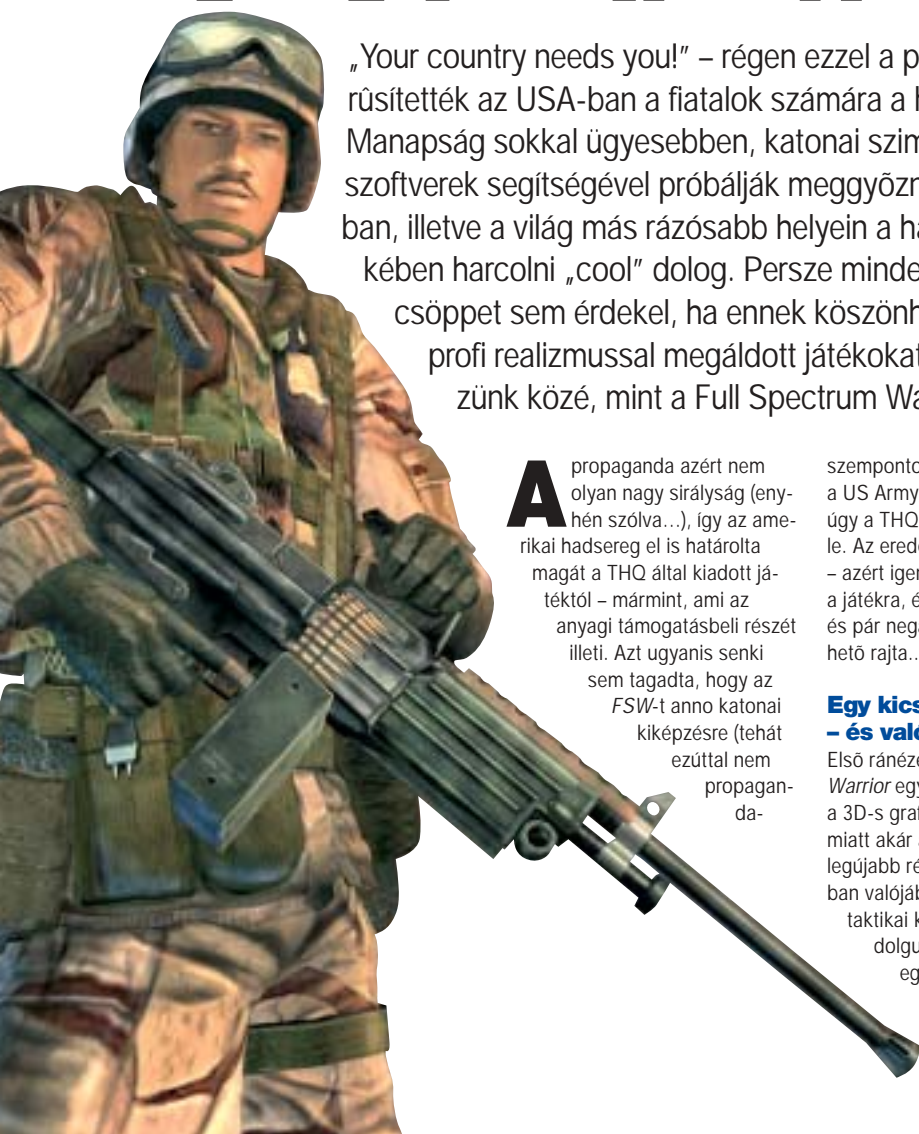 „Your country needs you!” – régen ezzel a p
rûsítették az USA-ban a fiatalok számára a h
Manapság sokkal ügyesebben, katonai szim
szoftverek segítségével próbálják meggyõzn
ban, illetve a világ más rázósabb helyein a ha
kében harcolni „cool” dolog. Persze minde
csöppet sem érdekel, ha ennek köszönh
profi realizmussal megáldott játékokat
zünk közé, mint a Full Spectrum Wa
A propaganda azért nem
olyan nagy sirályság (eny-
hén szólva…), így az ame-
rikai hadsereg el is határolta
magát a THQ által kiadott já-
téktól – mármint, ami az
anyagi támogatásbeli részét
illeti. Azt ugyanis senki
sem tagadta, hogy az
FSW-t anno katonai
kiképzésre (tehát
ezúttal nem
propagan-
da-
szemponto
a US Army
úgy a THQ
le. Az erede
– azért iger
a játékra, é
és pár nega
hetõ rajta..
Egy kics
– és való
Elsõ ránéze
Warrior egy
a 3D-s graf
miatt akár a
legújabb ré
ban valójáb
taktikai k
dolgu
eg